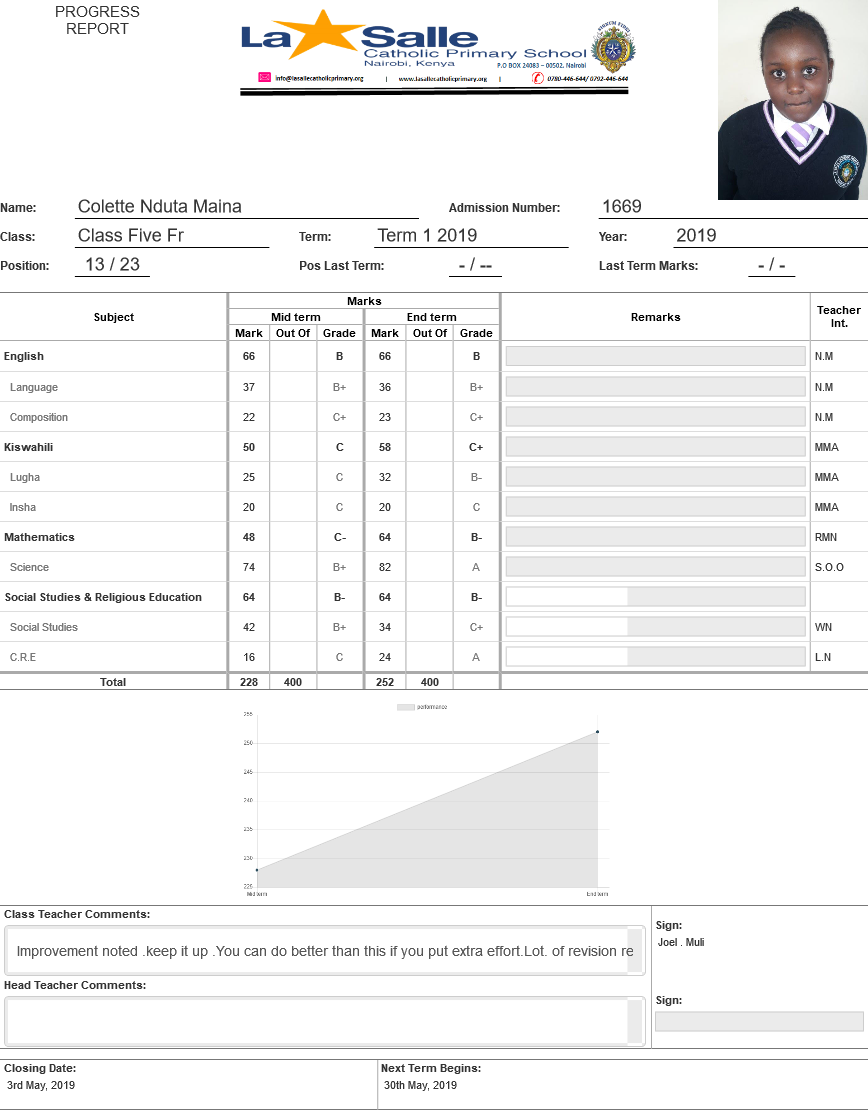 PROGRESS
REPORT
La Salle
Catholic Primary School
Nairobi, Kenya
P.O BOX 24083 – 00502, Nairobi
info@lasallecatholicprimary.org | www.lasallecatholicprimary.org | 0780-446-644/ 0792-446-644
Name: Colette Nduta Maina Admission Number: 1669
Class: Class Five Fr Term: Term 1 2019 Year: 2019
Position: 13 / 23 Pos Last Term: - / -- Last Term Marks: - / -
Subject Marks Remarks Teacher Int.
Mid term End term
Mark Out Of Grade Mark Out Of Grade
English 66 B 66 B N.M
Language 37 B+ 36 B+ N.M
Composition 22 C+ 23 C+ N.M
Kiswahili 50 C 58 C+ MMA
Lugha 25 C 32 B- MMA
Insha 20 C 20 C MMA
Mathematics 48 C- 64 B- RMN
Science 74 B+ 82 A S.O.O
Social Studies & Religious Education 64 B- 64 B-
Social Studies 42 B+ 34 C+ WN
C.R.E 16 C 24 A L.N
Total 228 400 252 400
performance
255
250
245
240
235
230
225
Mid term End term
Class Teacher Comments:
Improvement noted .keep it up .You can do better than this if you put extra effort.Lot. of revision re
Sign:
Joel . Muli
Head Teacher Comments:
Sign:
Closing Date: Next Term Begins:
3rd May, 2019 30th May, 2019